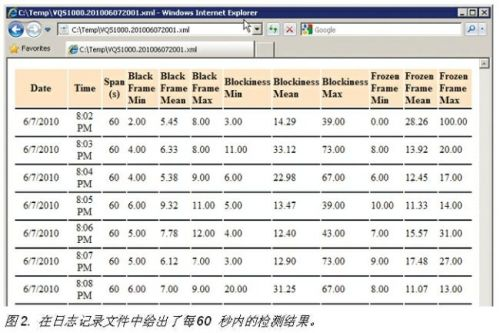 C:\Temp\VQ51000.201006072001.xml - Windows Internet Explorer
C:\Temp\VQ51000.201006072001.xml
Google
Favorites
C:\Temp\VQ51000.201006072001.xml
Date Time Span (s) Black Frame Min Black Frame Mean Black Frame Max Blockiness Min Blockiness Mean Blockiness Max Frozen Frame Min Frozen Frame Mean Frozen Frame Max
6/7/2010 8:02 PM 60 2.00 5.45 8.00 3.00 14.29 39.00 0.00 28.26 100.00
6/7/2010 8:03 PM 60 4.00 6.33 8.00 11.00 33.12 73.00 8.00 13.92 20.00
6/7/2010 8:04 PM 60 4.00 5.38 9.00 6.00 22.98 67.00 6.00 12.45 17.00
6/7/2010 8:05 PM 60 6.00 9.32 11.00 5.00 13.47 39.00 10.00 11.33 14.00
6/7/2010 8:06 PM 60 5.00 7.78 12.00 4.00 12.40 43.00 7.00 15.57 31.00
6/7/2010 8:07 PM 60 5.00 6.12 7.00 3.00 12.90 73.00 9.00 17.48 27.00
6/7/2010 8:08 PM 60 6.00 7.20 9.00 20.00 31.25 67.00 8.00 11.07 13.00
图2. 在日志记录文件中给出了每60 秒内的检测结果。